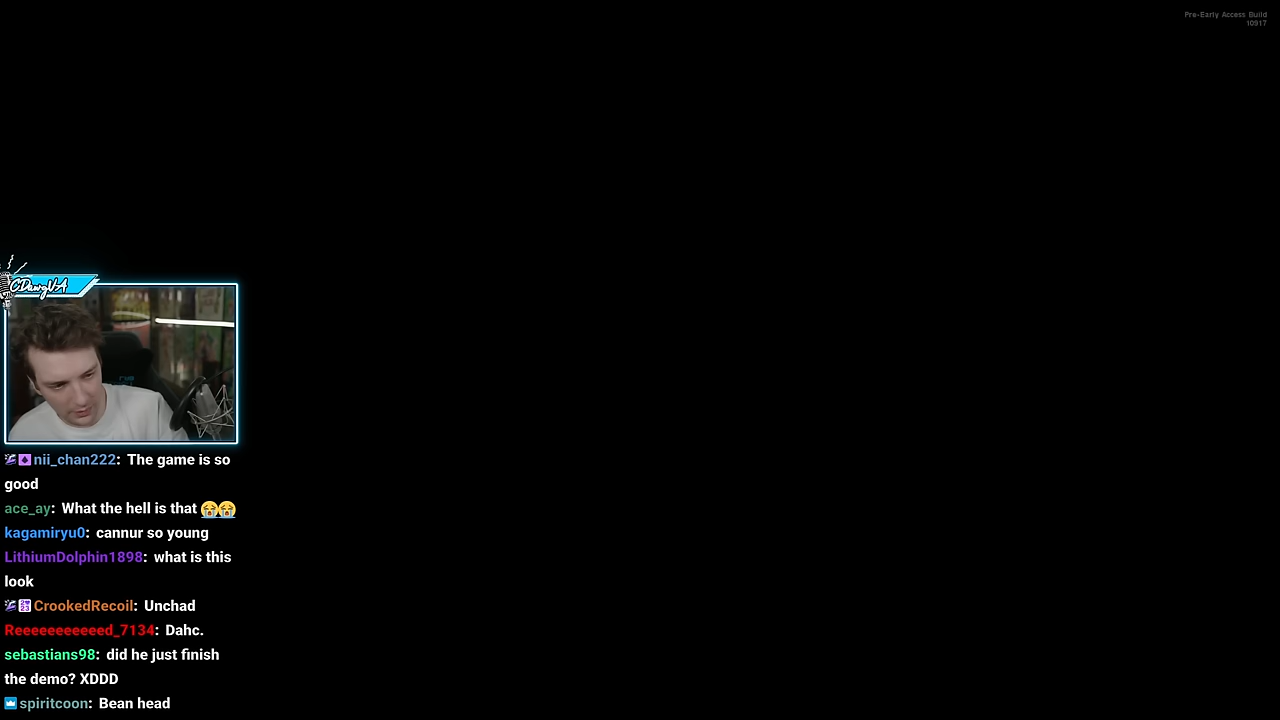 Pre-Early Access Build
10917
CDawgVA
nii_chan222: The game is so
good
ace_ay: What the hell is that 😭😭
kagamiryu0: cannur so young
LithiumDolphin1898: what is this
look
CrookedRecoil: Unchad
Reeeeeeeeeeed_7134: Dahc.
sebastians98: did he just finish
the demo? XDDD
spiritcoon: Bean head